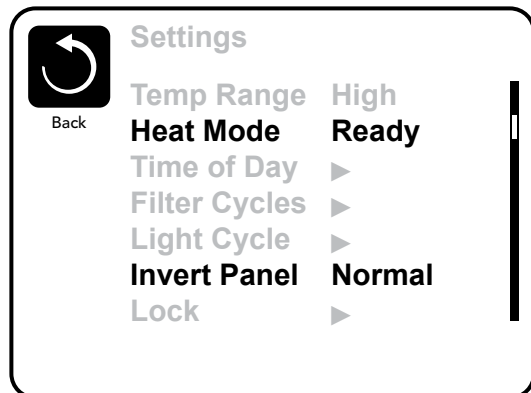 Settings
Back
Temp Range High
Heat Mode Ready
Time of Day
Filter Cycles
Light Cycle
Invert Panel Normal
Lock